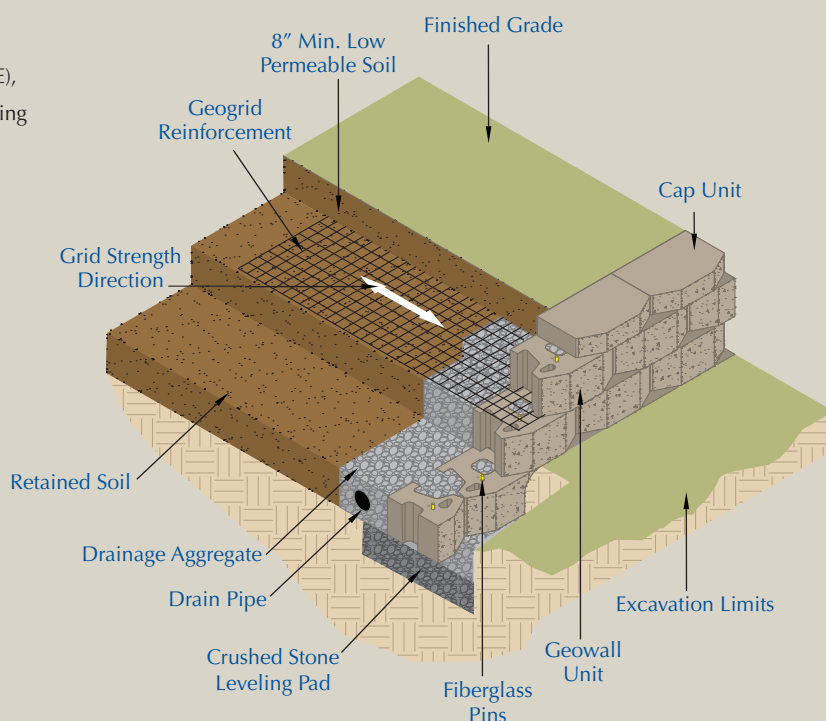 E),
ing
Finished Grade
8” Min. Low
Permeable Soil
Geogrid
Reinforcement
Cap Unit
Grid Strength
Direction
Retained Soil
Drainage Aggregate
Drain Pipe
Excavation Limits
Crushed Stone
Leveling Pad
Geowall
Unit
Fiberglass
Pins